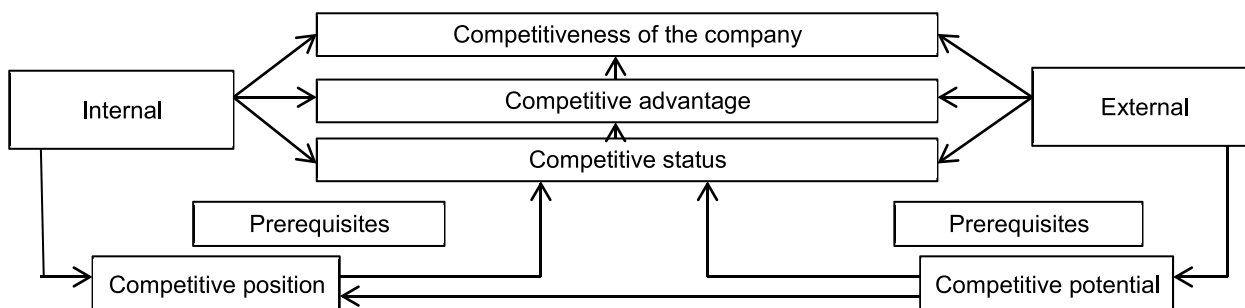 Competitiveness of the company
Internal
Competitive advantage
External
Competitive status
Prerequisites
Prerequisites
Competitive position
Competitive potential